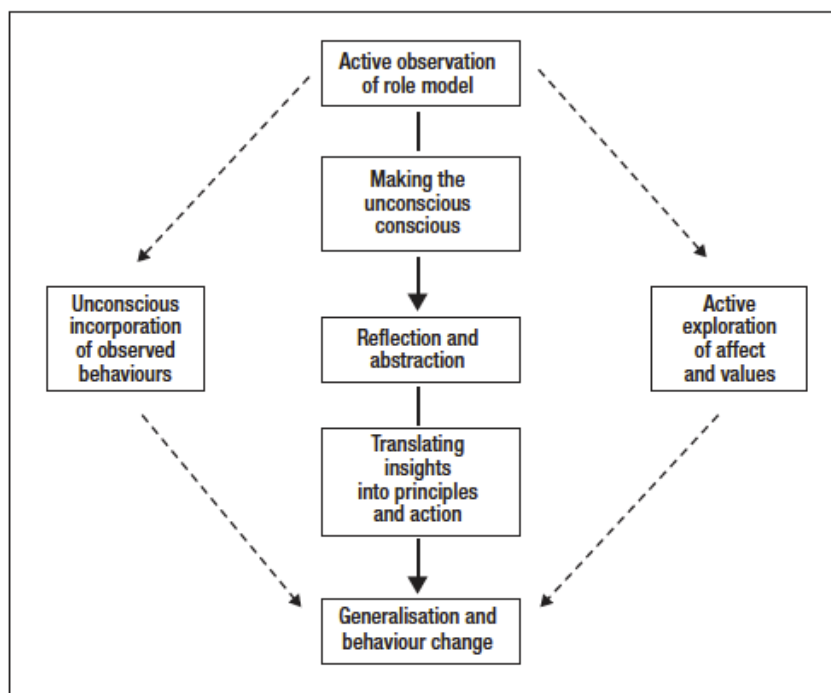 Active observation
of role model
Making the
unconscious
conscious
Unconscious
incorporation
of observed
behaviours
Reflection and
abstraction
Active
exploration
of affect
and values
Translating
insights
into principles
and action
Generalisation and
behaviour change